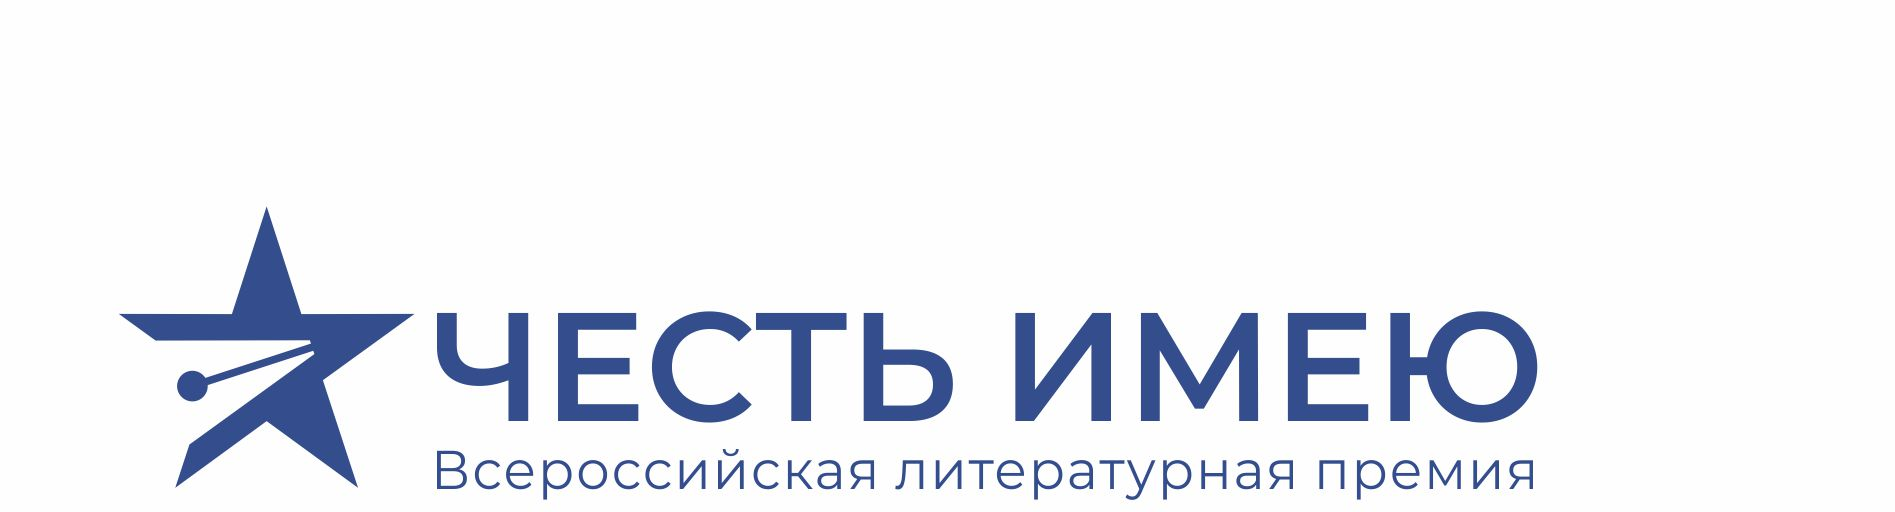 ЧЕСТЬ ИМЕЮ
Всероссийская литературная премия